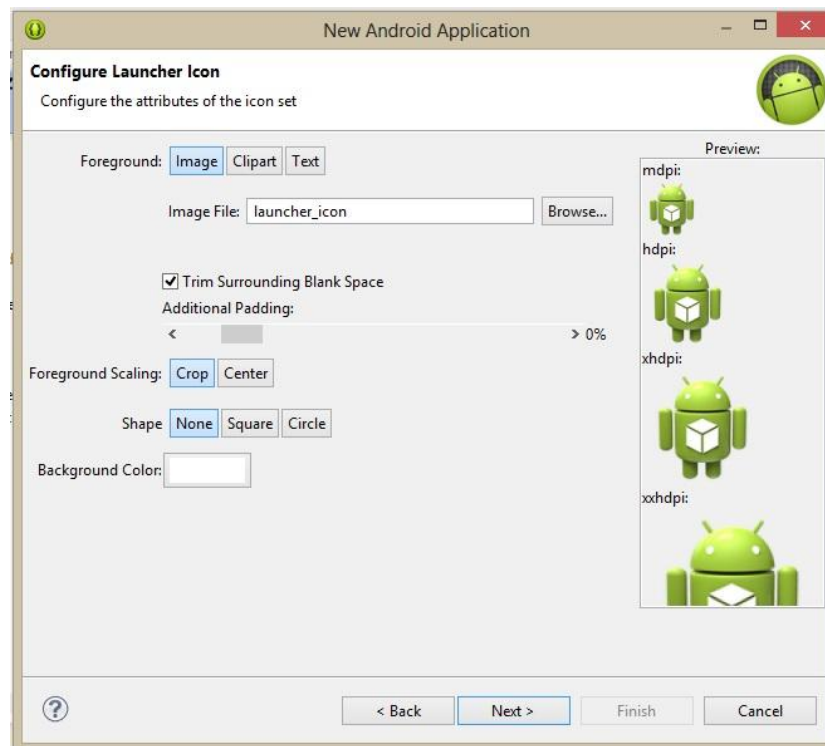 New Android Application
Configure Launcher Icon
Configure the attributes of the icon set
Foreground: Image Clipart Text
Image File: launcher_icon Browse...
Trim Surrounding Blank Space
Additional Padding:
< > 0%
Foreground Scaling: Crop Center
Shape None Square Circle
Background Color:
Preview:
mdpi:
hdpi:
xhdpi:
xxhdpi:
? < Back Next > Finish Cancel